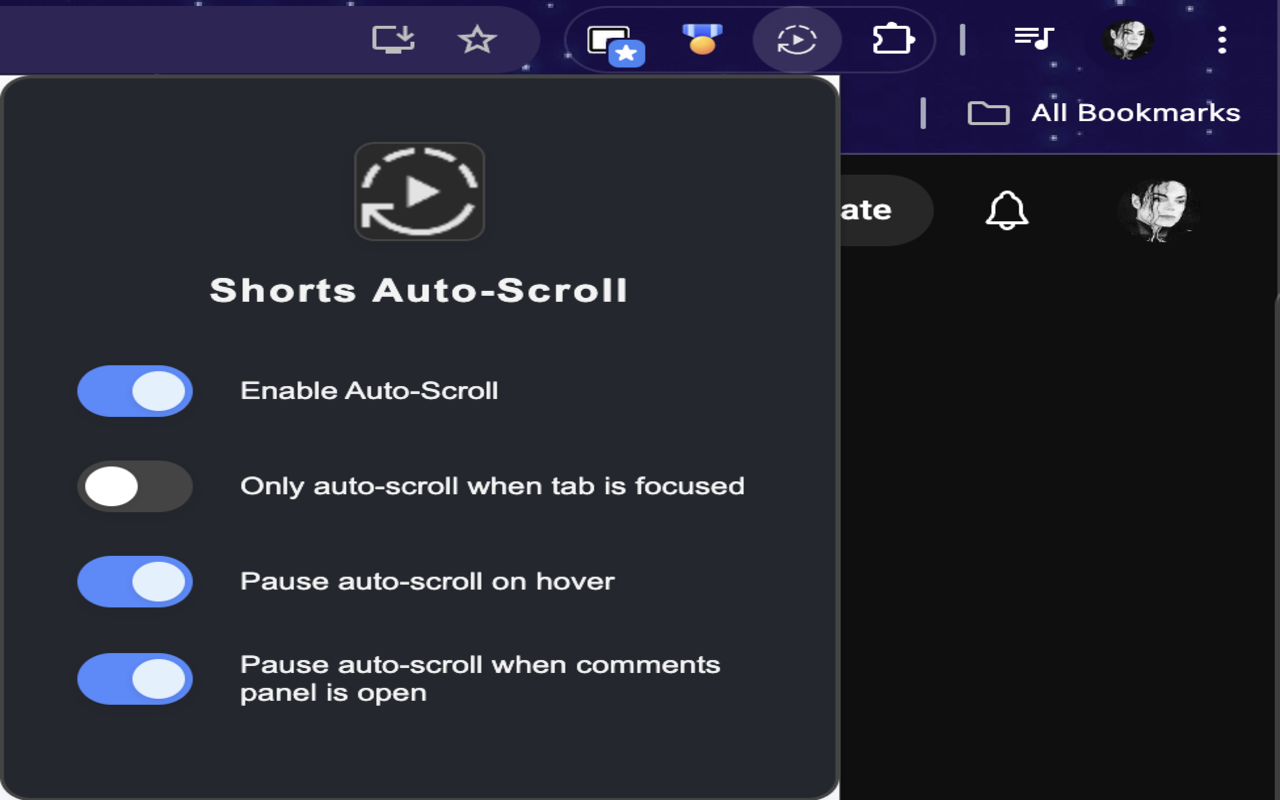 All Bookmarks
ate
Shorts Auto-Scroll
Enable Auto-Scroll
Only auto-scroll when tab is focused
Pause auto-scroll on hover
Pause auto-scroll when comments
panel is open